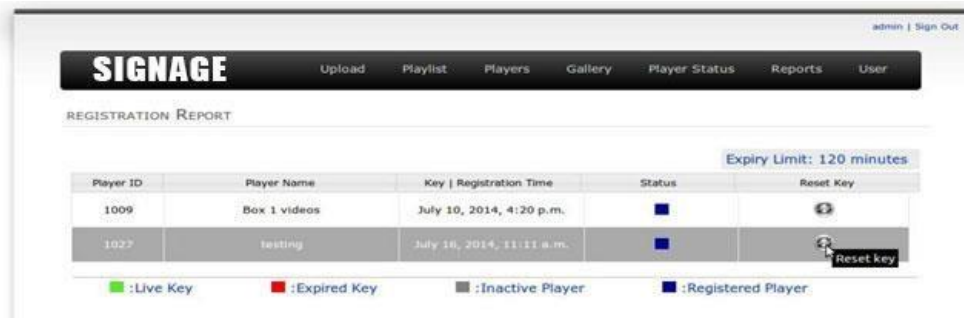 admin | Sign Out
SIGNAGE Upload Playlist Players Gallery Player Status Reports User
REGISTRATION REPORT
Expiry Limit: 120 minutes
Player ID Player Name Key | Registration Time Status Reset Key
1009 Box 1 videos July 10, 2014, 4:20 p.m.
1027 testing July 16, 2014, 11:11 a.m.
Reset key
:Live Key :Expired Key :Inactive Player :Registered Player